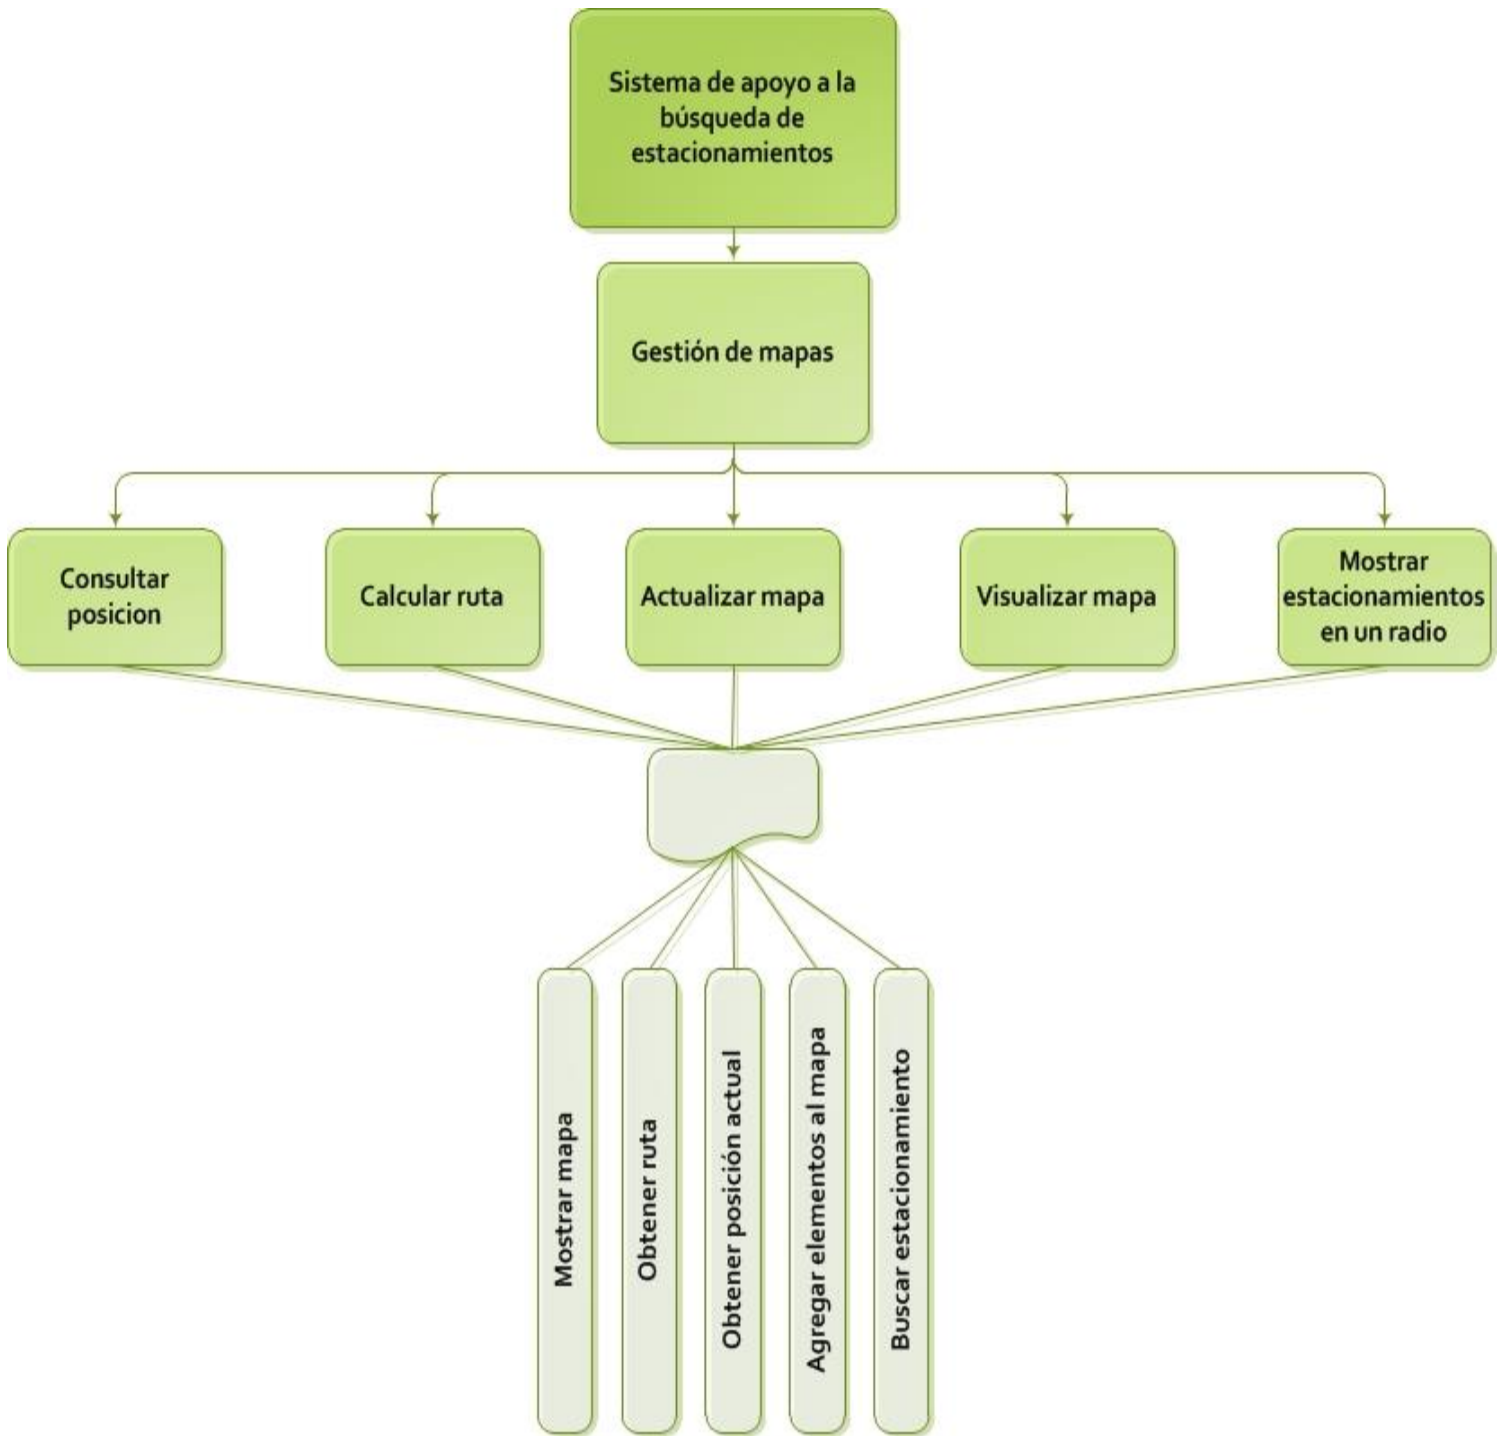 Sistema de apoyo a la
búsqueda de
estacionamientos
Gestión de mapas
Consultar
posicion
Calcular ruta
Actualizar mapa
Visualizar mapa
Mostrar
estacionamientos
en un radio
Mostrar mapa
Obtener ruta
Obtener posición actual
Agregar elementos al mapa
Buscar estacionamiento